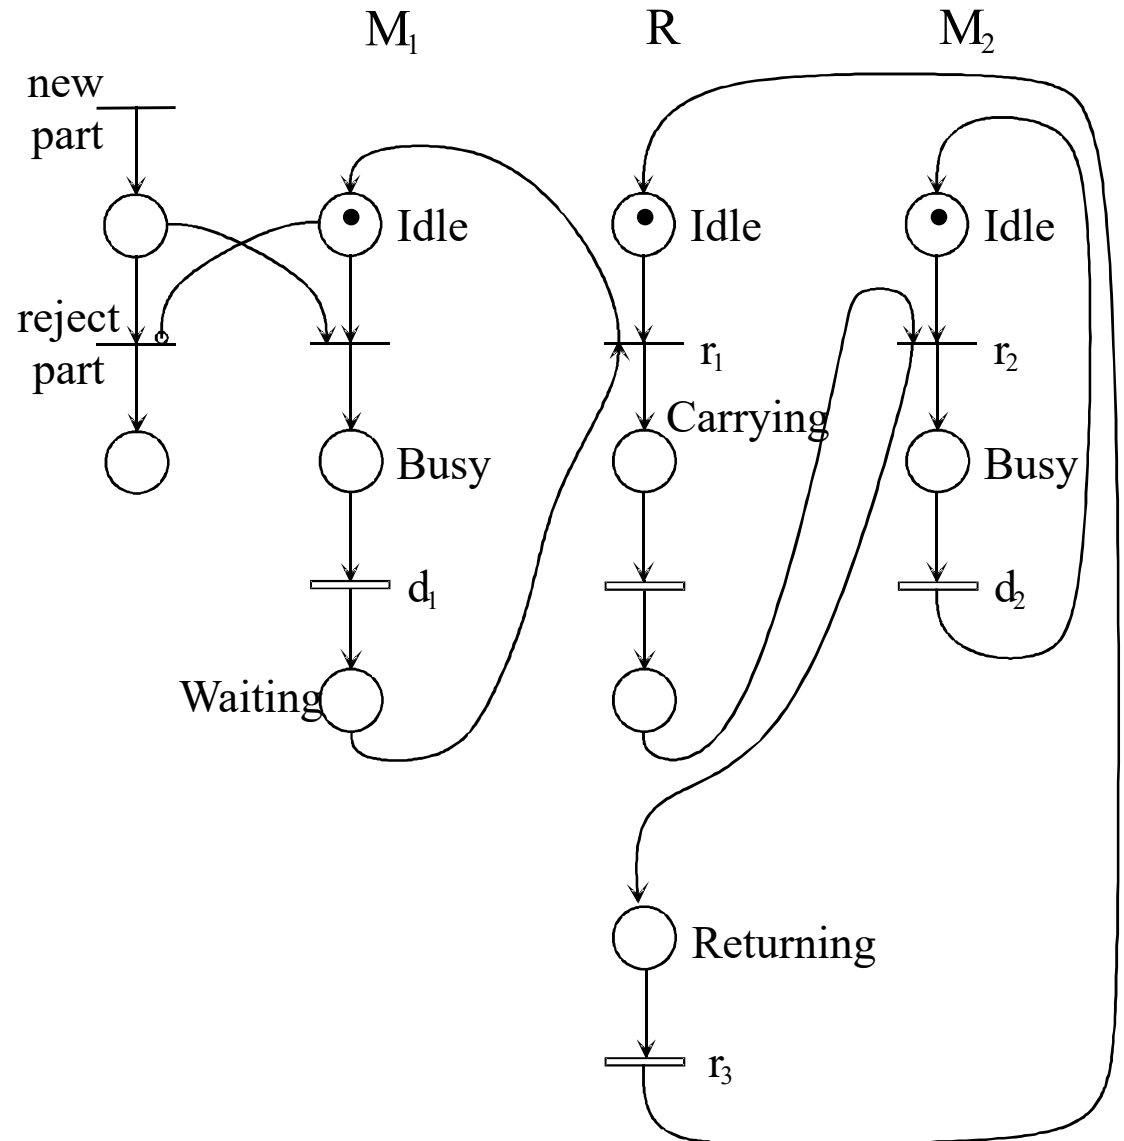 M₁
R
M₂
new
part
Idle
Idle
Idle
reject
part
r₁
r₂
Carrying
Busy
Busy
d₁
d₂
Waiting
Returning
r₃